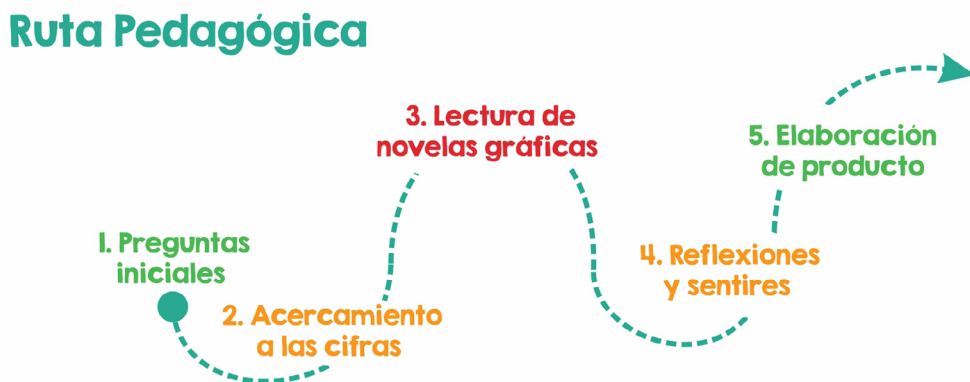 Ruta Pedagógica
1. Preguntas
iniciales
2. Acercamiento
a las cifras
3. Lectura de
novelas gráficas
4. Reflexiones
y sentires
5. Elaboración
de producto